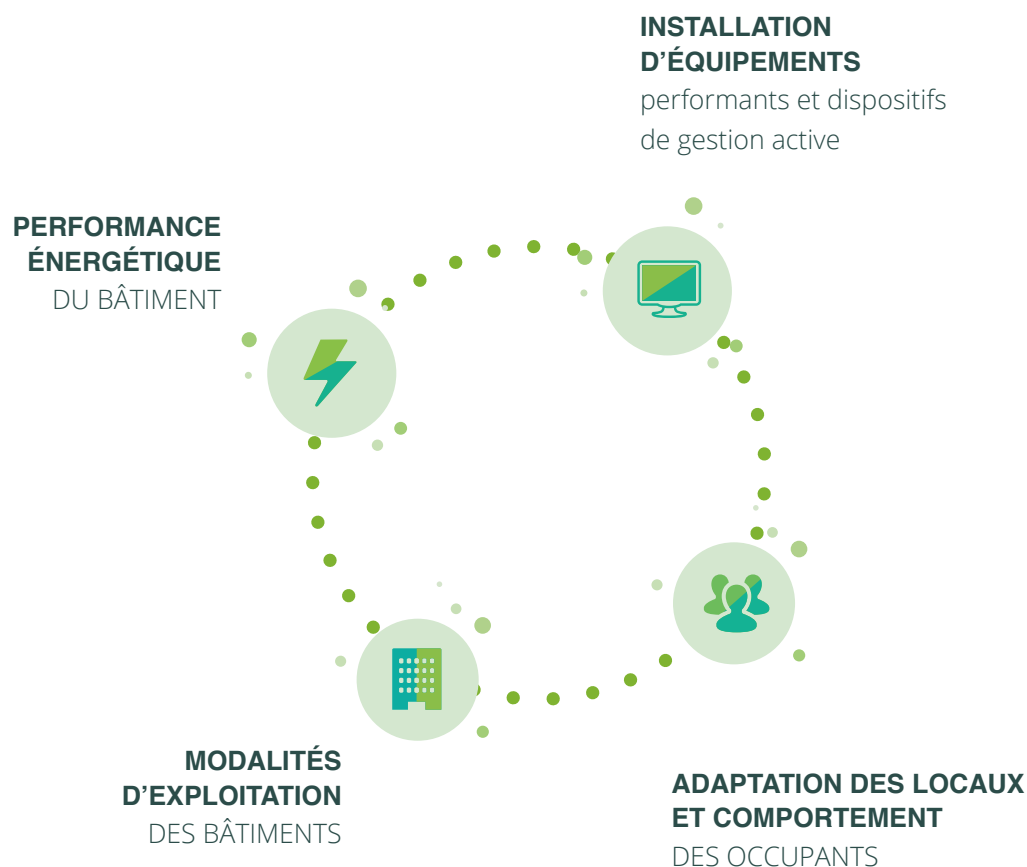 INSTALLATION
D’ÉQUIPEMENTS
performants et dispositifs
de gestion active
PERFORMANCE
ÉNERGÉTIQUE
DU BÂTIMENT
MODALITÉS
D’EXPLOITATION
DES BÂTIMENTS
ADAPTATION DES LOCAUX
ET COMPORTEMENT
DES OCCUPANTS